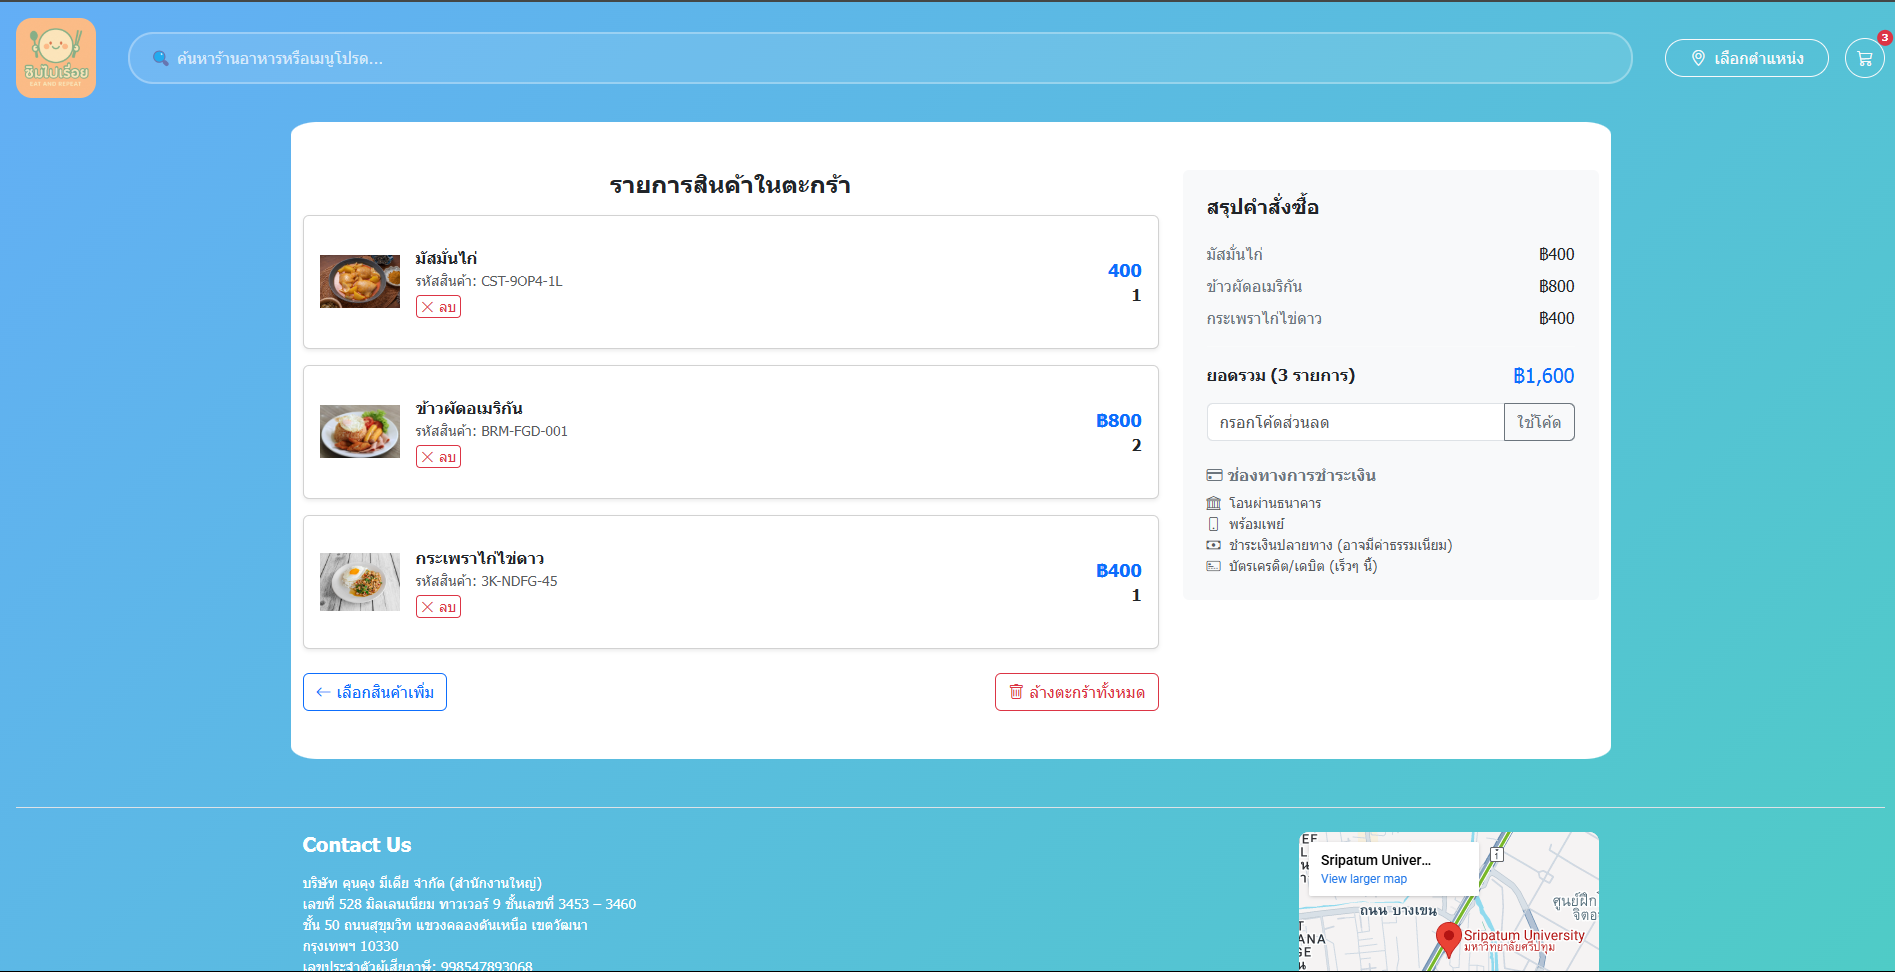 ชิมไปเรื่อย
EAT AND REPEAT
ค้นหาร้านอาหารหรือเมนูโปรด...
เลือกตำแหน่ง
3
รายการสินค้าในตะกร้า
มัสมั่นไก่
รหัสสินค้า: CST-9OP4-1L
ลบ
400
1
ข้าวผัดอเมริกัน
รหัสสินค้า: BRM-FGD-001
ลบ
฿800
2
กระเพราไก่ไข่ดาว
รหัสสินค้า: 3K-NDFG-45
ลบ
฿400
1
เลือกสินค้าเพิ่ม
ล้างตะกร้าทั้งหมด
สรุปคำสั่งซื้อ
มัสมั่นไก่ ฿400
ข้าวผัดอเมริกัน ฿800
กระเพราไก่ไข่ดาว ฿400
ยอดรวม (3 รายการ) ฿1,600
กรอกโค้ดส่วนลด ใช้โค้ด
ช่องทางการชำระเงิน
โอนผ่านธนาคาร
พร้อมเพย์
ชำระเงินปลายทาง (อาจมีค่าธรรมเนียม)
บัตรเครดิต/เดบิต (เร็วๆ นี้)
Contact Us
บริษัท คุนคุง มีเดีย จำกัด (สำนักงานใหญ่)
เลขที่ 528 มิลเลนเนียม ทาวเวอร์ 9 ชั้นเลขที่ 3453 – 3460
ชั้น 50 ถนนสุขุมวิท แขวงคลองตันเหนือ เขตวัฒนา
กรุงเทพฯ 10330
เลขประจำตัวผู้เสียภาษี: 998547893068
Sripatum Univer...
View larger map
ถนน บางเขน
ศูนย์ฝึก
Sripatum University
มหาวิทยาลัยศรีปทุม